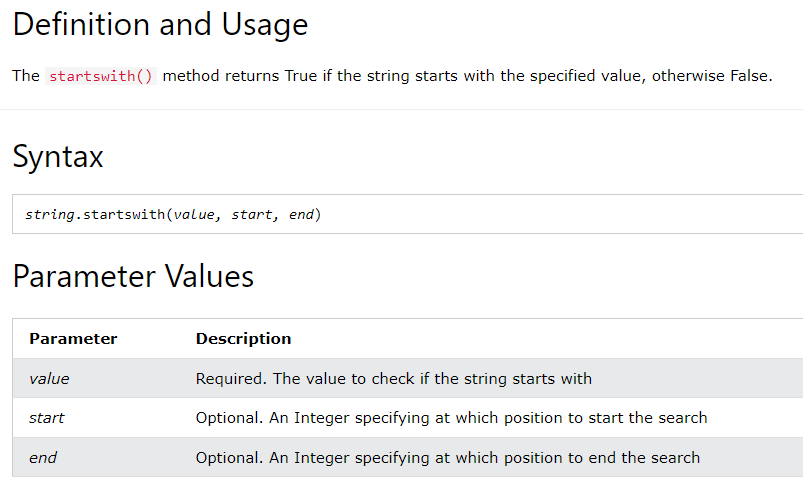 Definition and Usage
The startswith() method returns True if the string starts with the specified value, otherwise False.
Syntax
string.startswith(value, start, end)
Parameter Values
Parameter Description
value Required. The value to check if the string starts with
start Optional. An Integer specifying at which position to start the search
end Optional. An Integer specifying at which position to end the search